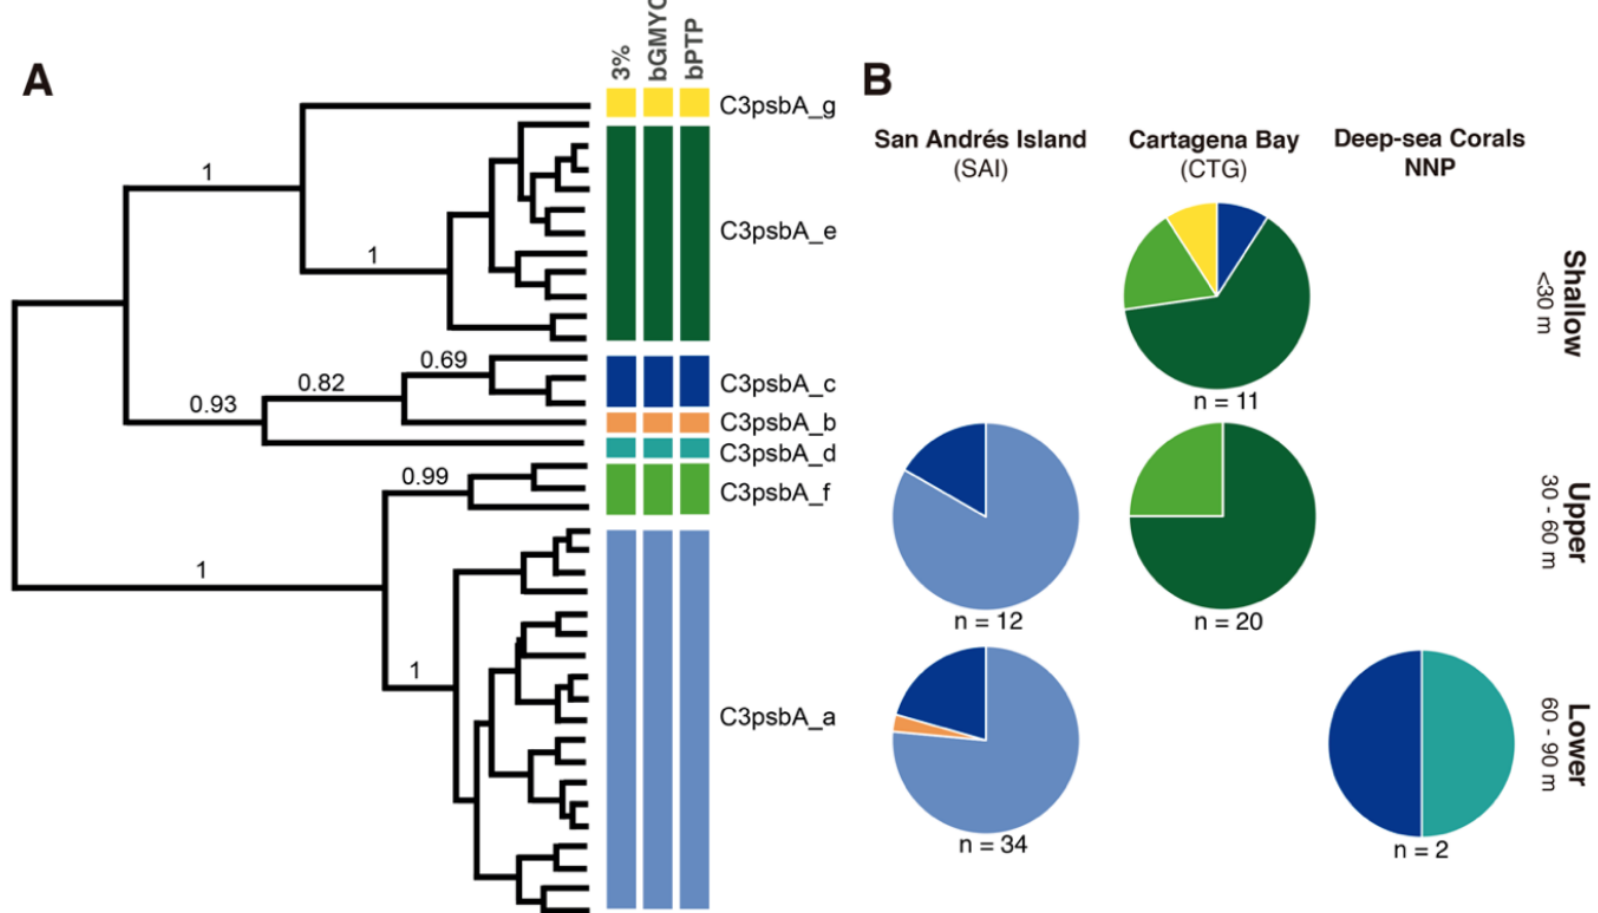 A
3%
bGMYC
bPTP
C3psbA_g
C3psbA_e
C3psbA_c
C3psbA_b
C3psbA_d
C3psbA_f
C3psbA_a
1
1
0.69
0.82
0.93
0.99
1
1
B
San Andrés Island
(SAI)
Cartagena Bay
(CTG)
Deep-sea Corals
NNP
Shallow
<30 m
n = 11
Upper
30 - 60 m
n = 12
n = 20
Lower
60 - 90 m
n = 34
n = 2